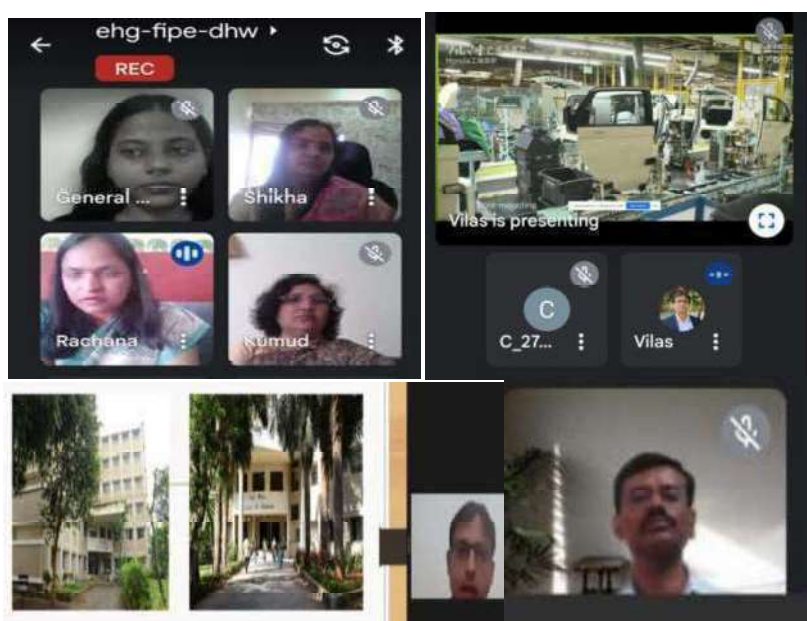 ehg-fipe-dhw
REC
General ...
Shikha
Rachana
Kumud
Vilas is presenting
C
C_27...
Vilas